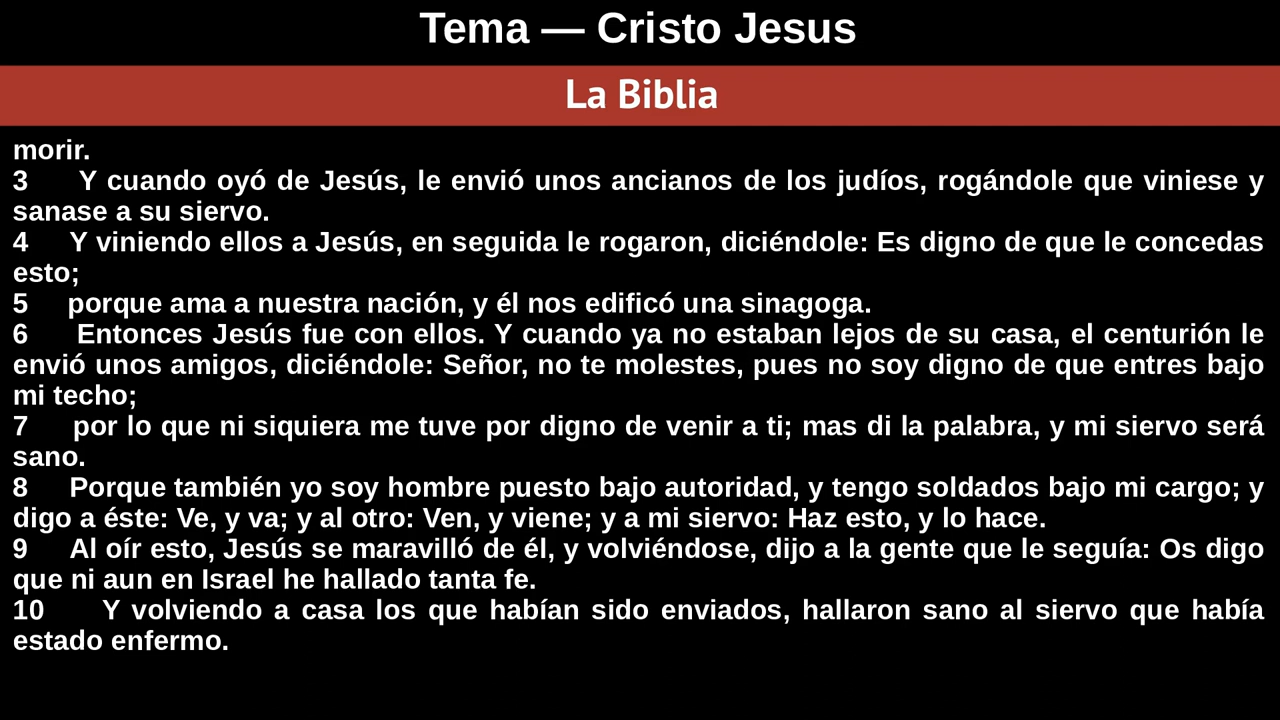 Tema — Cristo Jesus
La Biblia
morir.
3 Y cuando oyó de Jesús, le envió unos ancianos de los judíos, rogándole que viniese y
sanase a su siervo.
4 Y viniendo ellos a Jesús, en seguida le rogaron, diciéndole: Es digno de que le concedas
esto;
5 porque ama a nuestra nación, y él nos edificó una sinagoga.
6 Entonces Jesús fue con ellos. Y cuando ya no estaban lejos de su casa, el centurión le
envió unos amigos, diciéndole: Señor, no te molestes, pues no soy digno de que entres bajo
mi techo;
7 por lo que ni siquiera me tuve por digno de venir a ti; mas di la palabra, y mi siervo será
sano.
8 Porque también yo soy hombre puesto bajo autoridad, y tengo soldados bajo mi cargo; y
digo a éste: Ve, y va; y al otro: Ven, y viene; y a mi siervo: Haz esto, y lo hace.
9 Al oír esto, Jesús se maravilló de él, y volviéndose, dijo a la gente que le seguía: Os digo
que ni aun en Israel he hallado tanta fe.
10 Y volviendo a casa los que habían sido enviados, hallaron sano al siervo que había
estado enfermo.